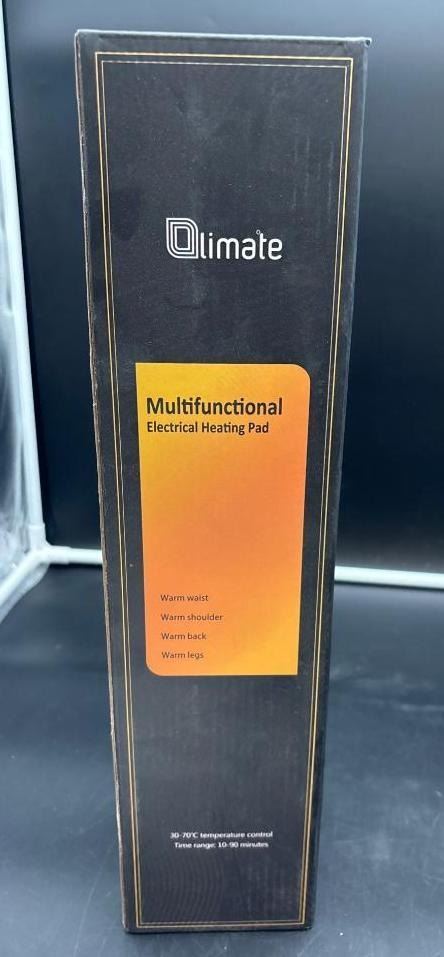 Olimate
Multifunctional
Electrical Heating Pad
Warm waist
Warm shoulder
Warm back
Warm legs
30-70℃ temperature control
Time range: 10-90 minutes